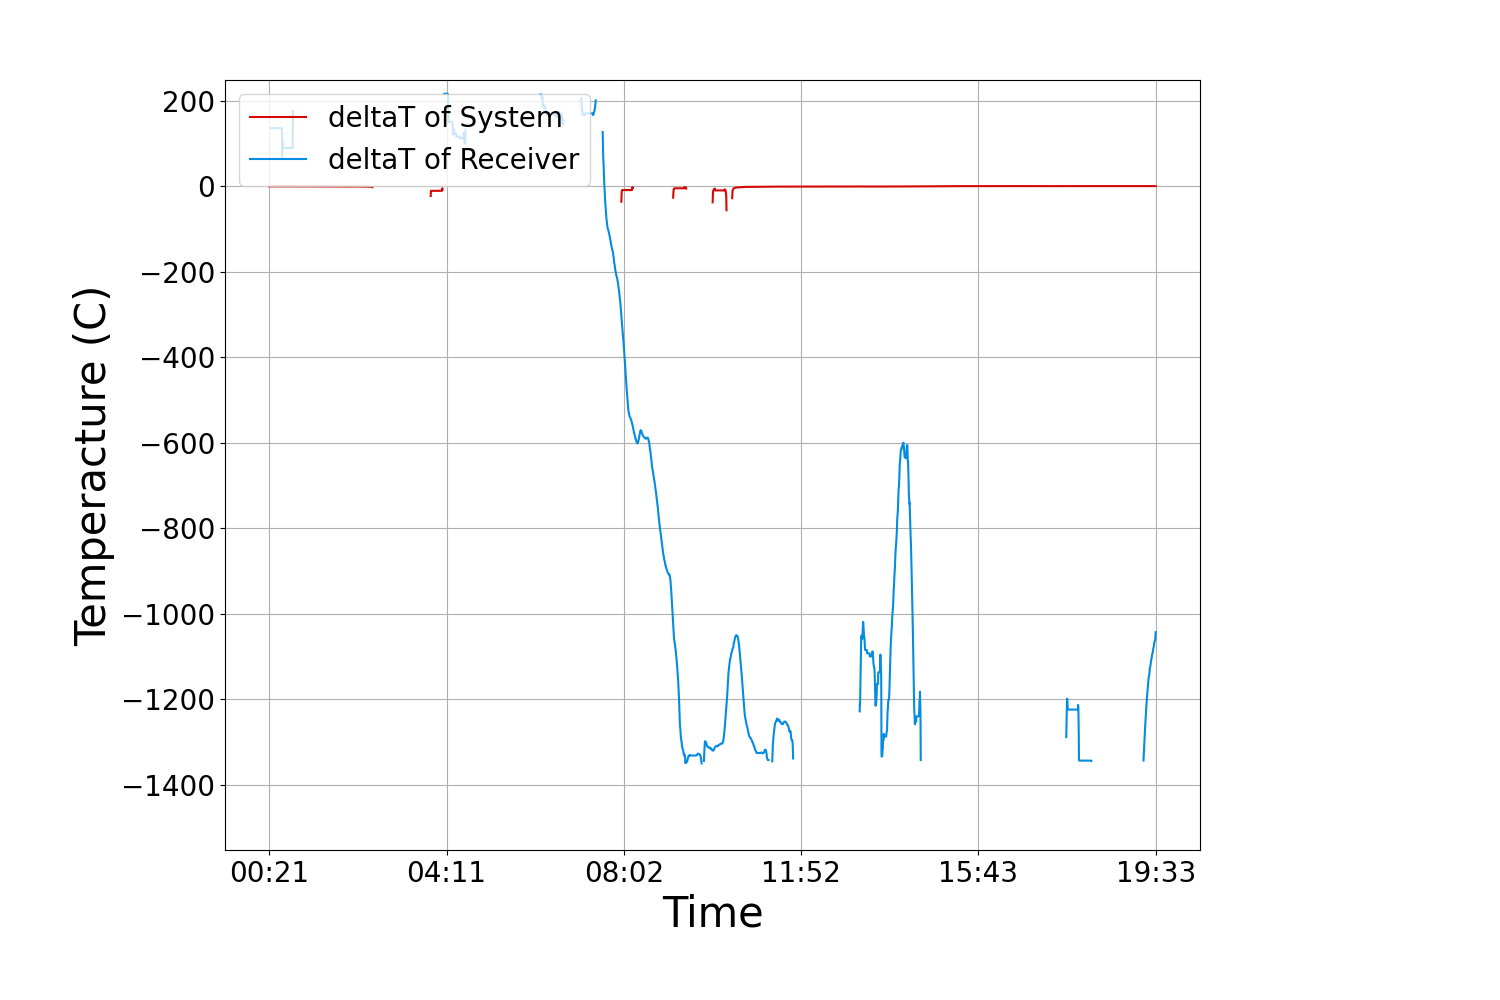 deltaT of System
deltaT of Receiver
200
0
−200
−400
−600
−800
−1000
−1200
−1400
Temperacture (C)
00:21 04:11 08:02 11:52 15:43 19:33
Time